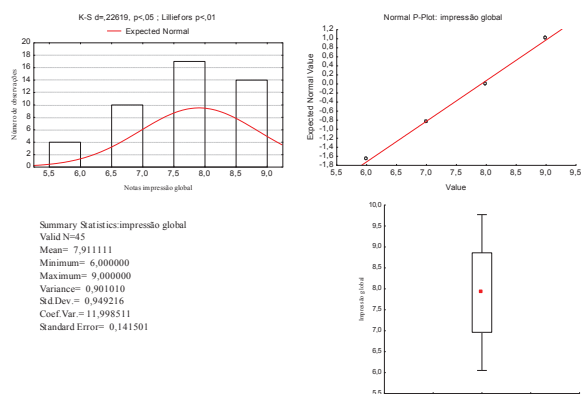 K-S d=,22619, p<,05 ; Lilliefors p<,01
Expected Normal
Número de observações
20
18
16
14
12
10
8
6
4
2
0
5,5 6,0 6,5 7,0 7,5 8,0 8,5 9,0
Notas impressão global
Normal P-Plot: impressão global
Expected Normal Value
1,2
1,0
0,8
0,6
0,4
0,2
0,0
-0,2
-0,4
-0,6
-0,8
-1,0
-1,2
-1,4
-1,6
-1,8
5,5 6,0 6,5 7,0 7,5 8,0 8,5 9,0 9,5
Value
Summary Statistics:impressão global
Valid N=45
Mean= 7,911111
Minimum= 6,000000
Maximum= 9,000000
Variance= 0,901010
Std.Dev.= 0,949216
Coef.Var.= 11,998511
Standard Error= 0,141501
Impressão global
10,0
9,5
9,0
8,5
8,0
7,5
7,0
6,5
6,0
5,5